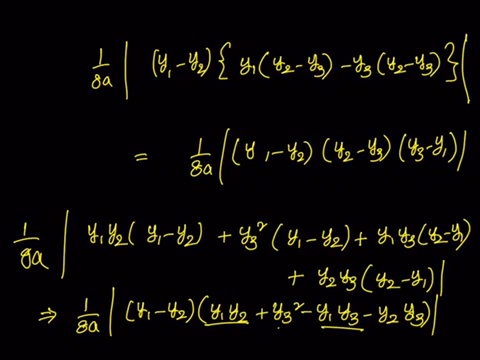 1/8a | (y₁-y₂) { y₁(y₂-y₃) -y₃(y₂-y₃)} |
= 1/8a | (y₁-y₂) (y₂-y₃) (y₃-y₁) |
1/8a | y₁y₂( y₁-y₂) + y₃² (y₁-y₂) + y₁y₃(y₂-y₁)
+ y₂y₃(y₂-y₁) |
⇒ 1/8a | (y₁-y₂)(y₁y₂ + y₃² - y₁y₃ - y₂y₃) |